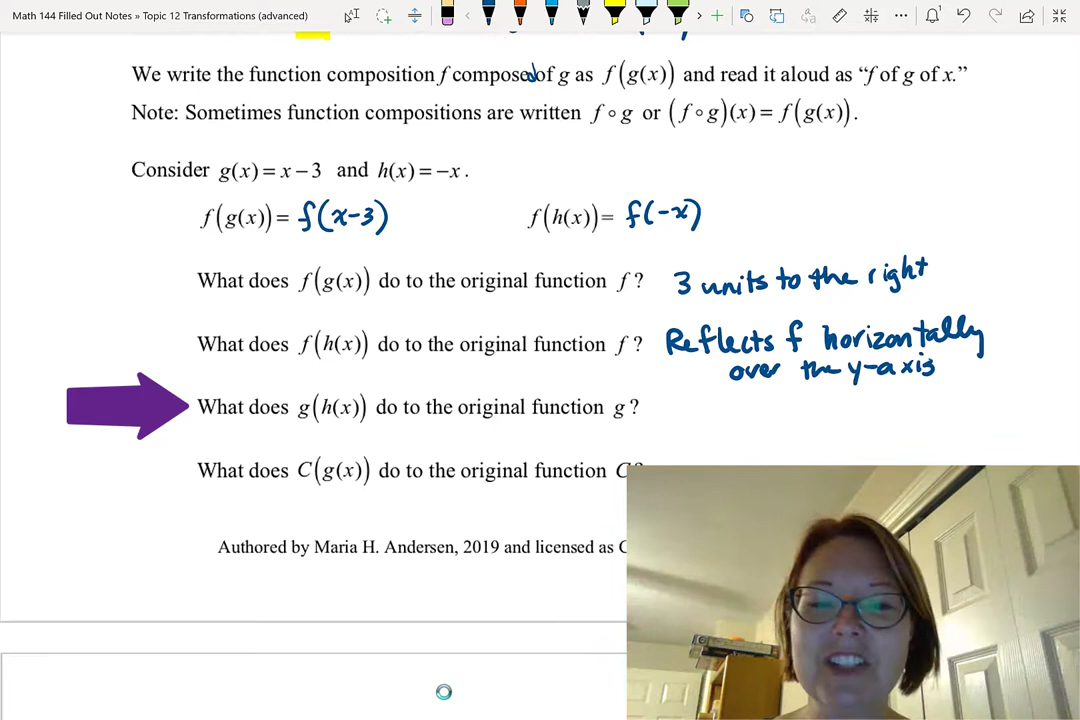 Math 144 Filled Out Notes » Topic 12 Transformations (advanced)
We write the function composition f composed of g as f(g(x)) and read it aloud as “f of g of x.”
Note: Sometimes function compositions are written f∘g or (f∘g)(x)= f(g(x)).
Consider g(x)=x−3 and h(x)=−x.
f(g(x))= f(x-3) f(h(x))= f(-x)
What does f(g(x)) do to the original function f? 3 units to the right
What does f(h(x)) do to the original function f? Reflects f horizontally
over the y-axis
What does g(h(x)) do to the original function g?
What does C(g(x)) do to the original function C?
Authored by Maria H. Andersen, 2019 and licensed as